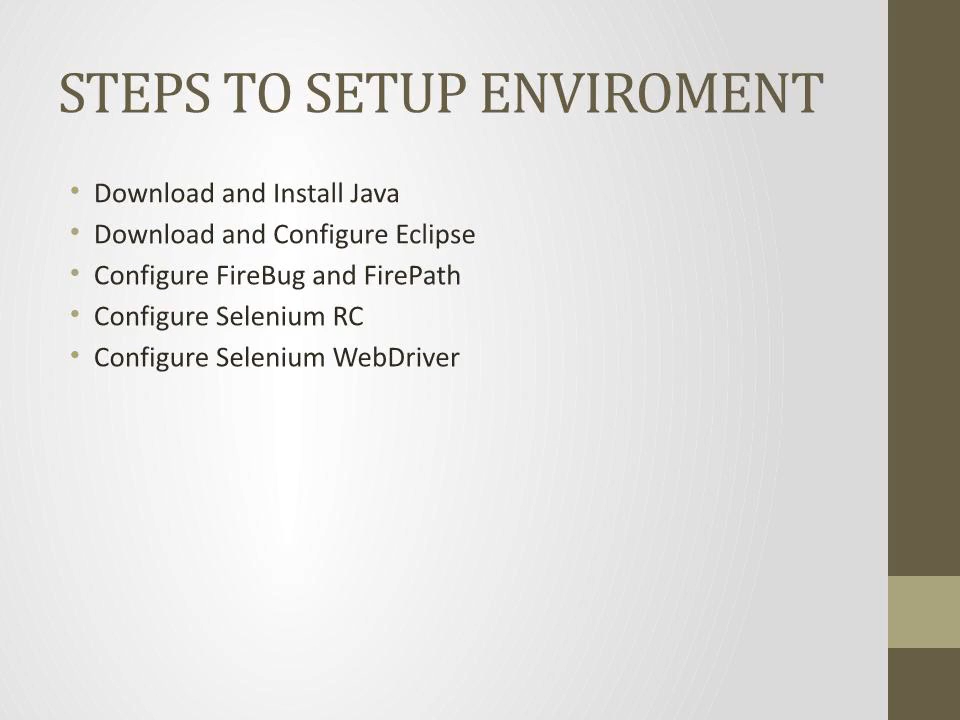 STEPS TO SETUP ENVIROMENT
• Download and Install Java
• Download and Configure Eclipse
• Configure FireBug and FirePath
• Configure Selenium RC
• Configure Selenium WebDriver